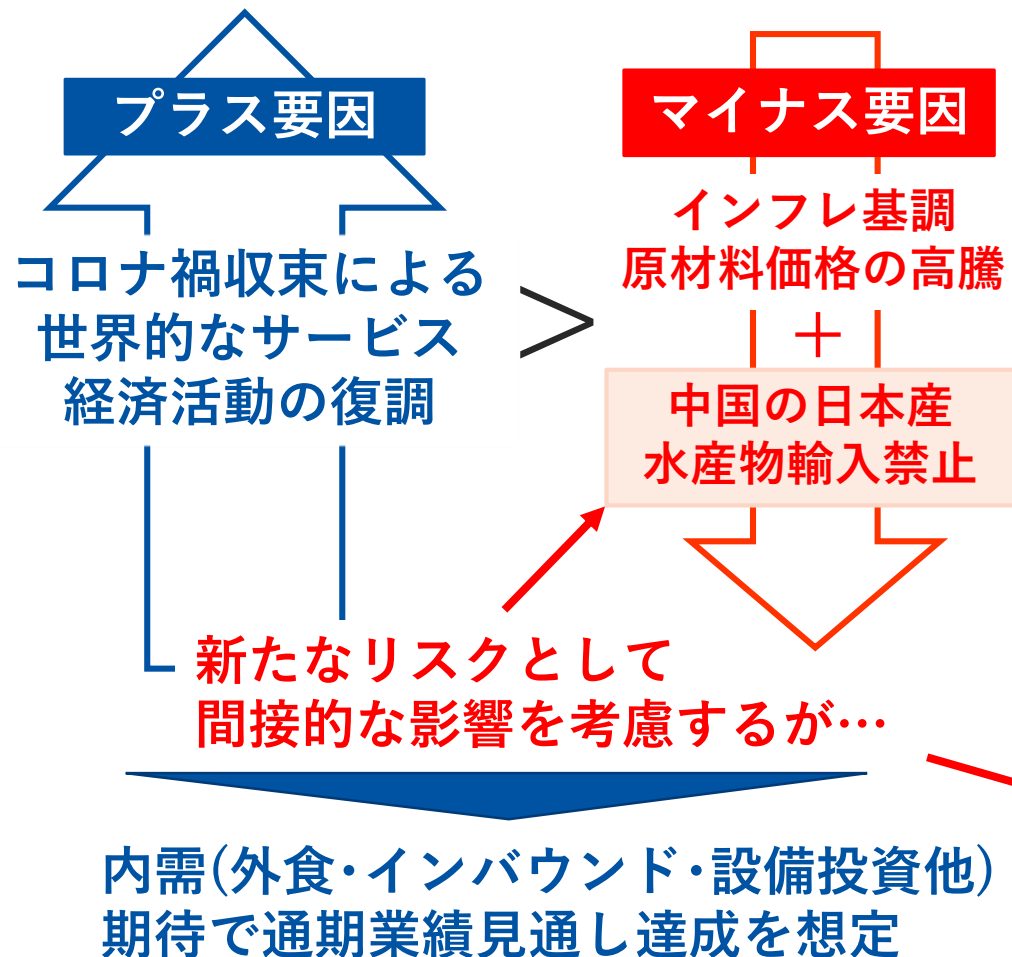 プラス要因
コロナ禍収束による
世界的なサービス
経済活動の復調
＞
マイナス要因
インフレ基調
原材料価格の高騰
＋
中国の日本産
水産物輸入禁止
新たなリスクとして
間接的な影響を考慮するが…
内需(外食･インバウンド･設備投資他)
期待で通期業績見通し達成を想定